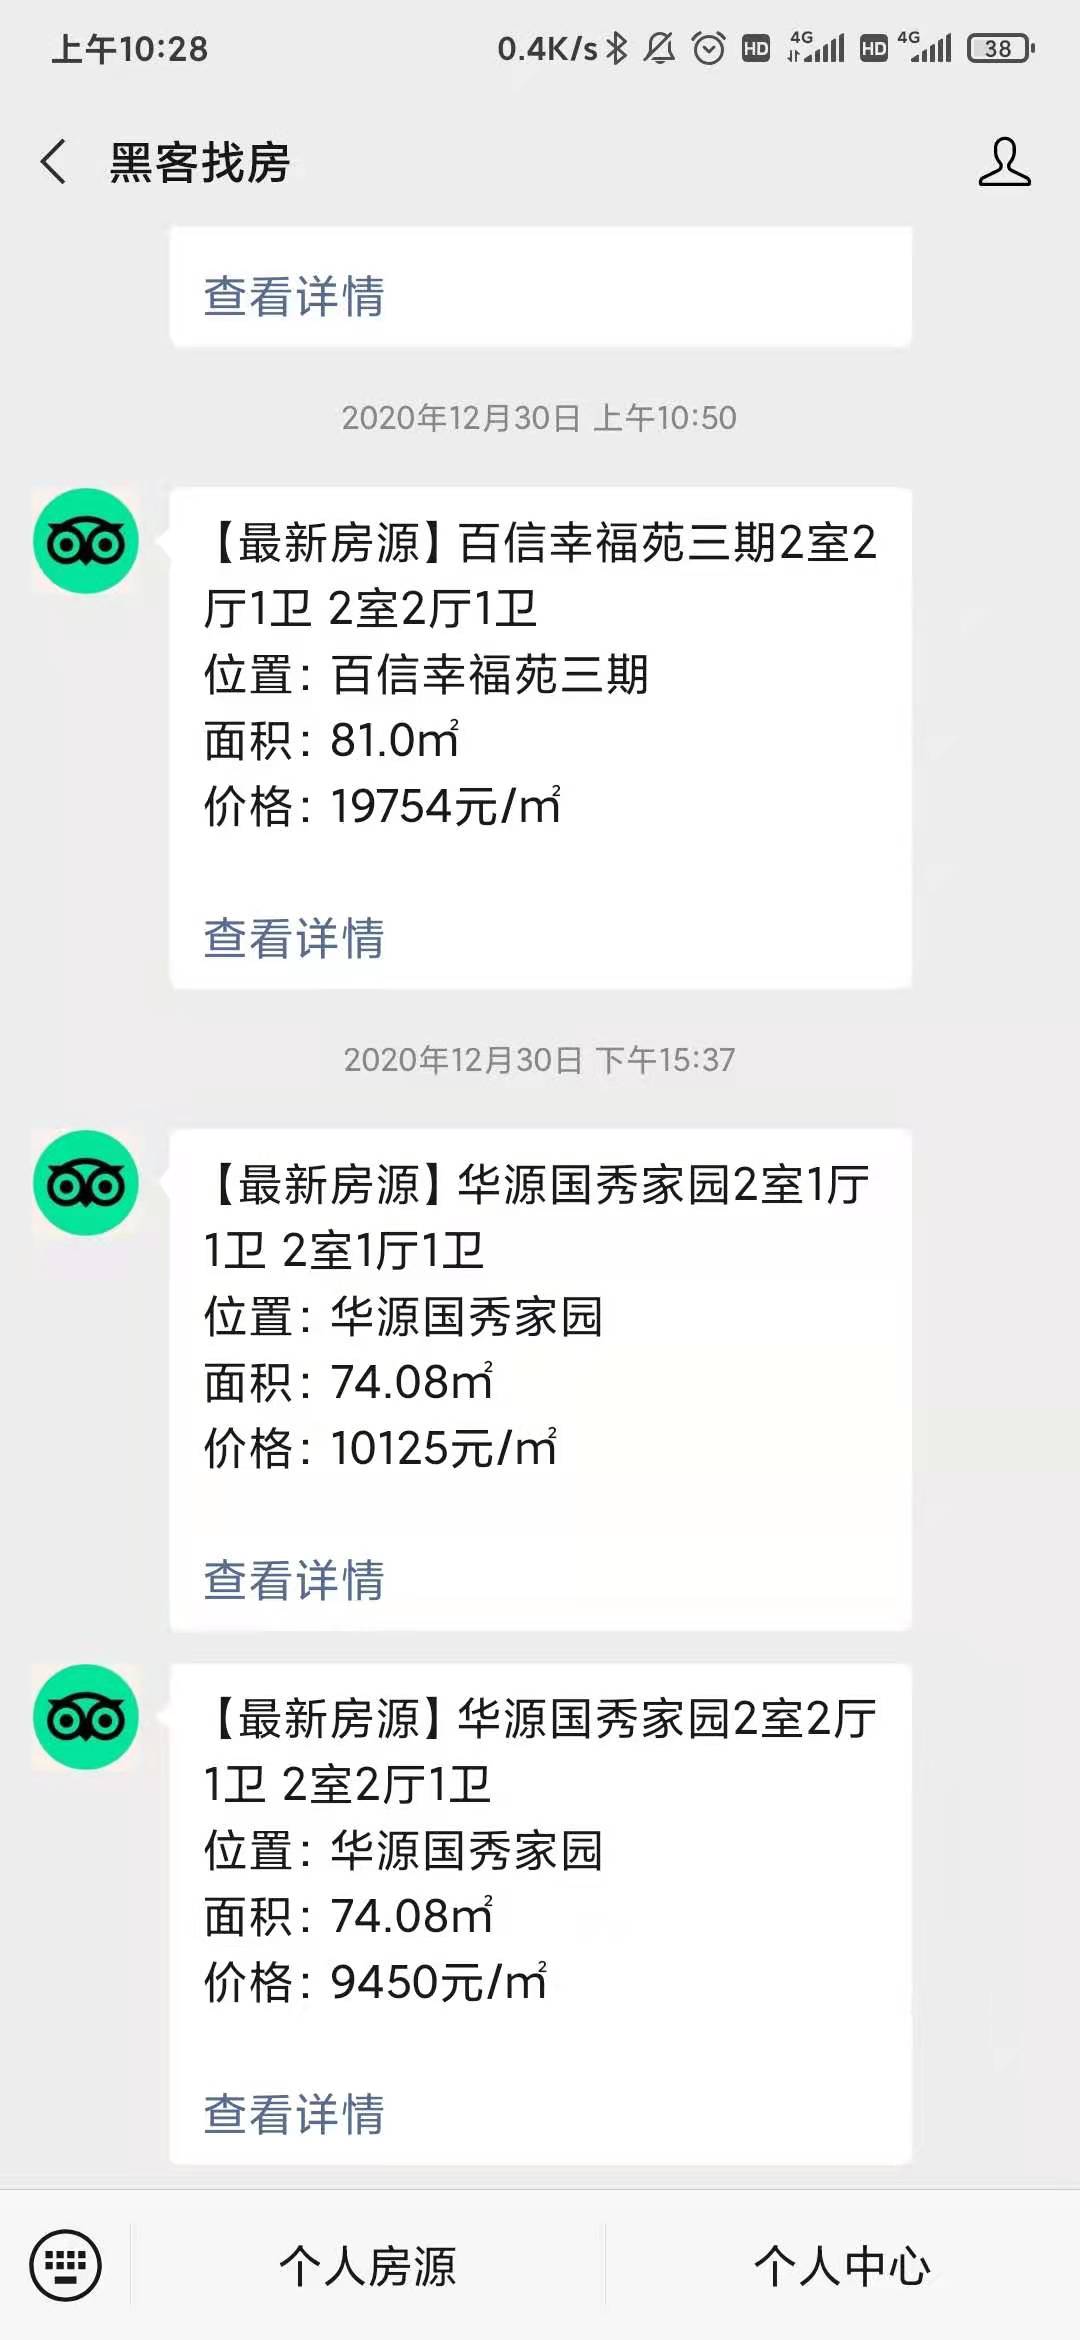 上午10:28
0.4K/s
HD
4G
HD
4G
38
黑客找房
查看详情
2020年12月30日 上午10:50
【最新房源】百信幸福苑三期2室2
厅1卫 2室2厅1卫
位置：百信幸福苑三期
面积：81.0㎡
价格：19754元/㎡
查看详情
2020年12月30日 下午15:37
【最新房源】华源国秀家园2室1厅
1卫 2室1厅1卫
位置：华源国秀家园
面积：74.08㎡
价格：10125元/㎡
查看详情
【最新房源】华源国秀家园2室2厅
1卫 2室2厅1卫
位置：华源国秀家园
面积：74.08㎡
价格：9450元/㎡
查看详情
个人房源
个人中心